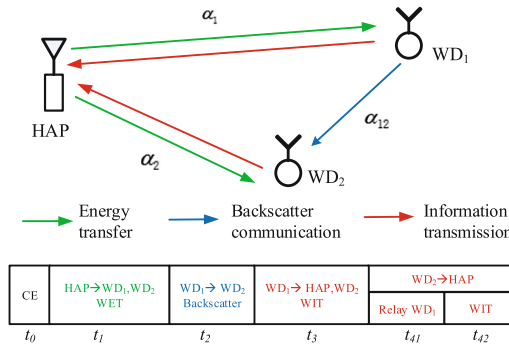 α1
WD1
HAP
α12
α2
WD2
Energy transfer
Backscatter communication
Information transmission
CE
HAP→WD1,WD2
WET
WD1→ WD2
Backscatter
WD1→ HAP,WD2
WIT
WD2→HAP
Relay WD1
WIT
t0
t1
t2
t3
t41
t42